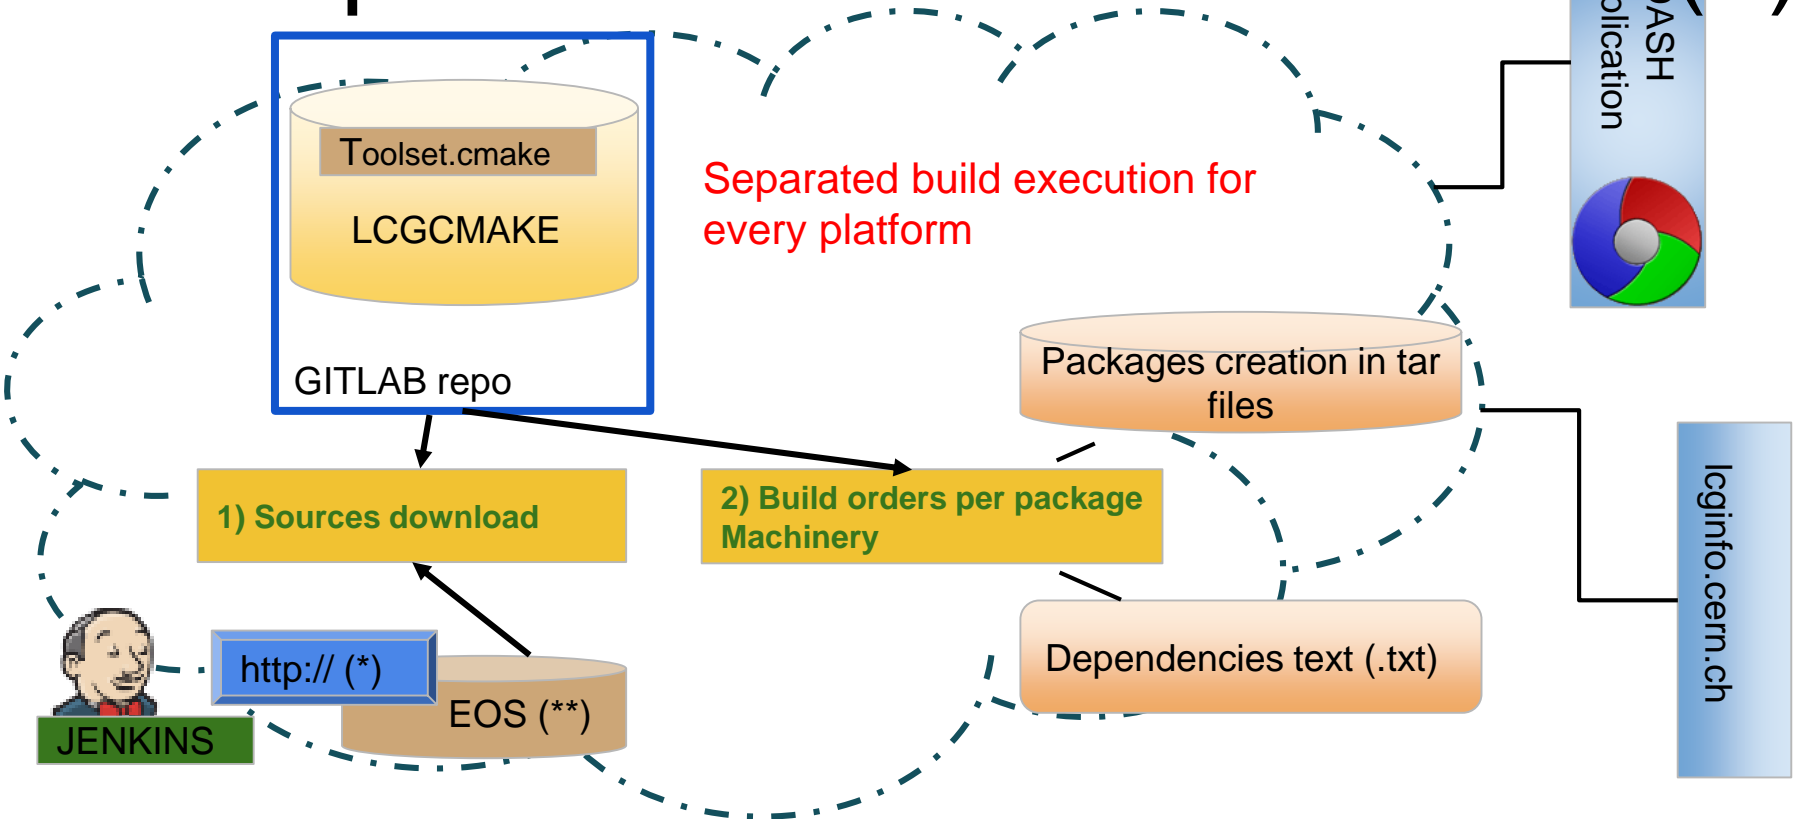 Toolset.cmake
LCGCMAKE
GITLAB repo
Separated build execution for
every platform
Packages creation in tar
files
1) Sources download
2) Build orders per package
Machinery
http:// (*)
EOS (**)
JENKINS
Dependencies text (.txt)
lcginfo.cern.ch